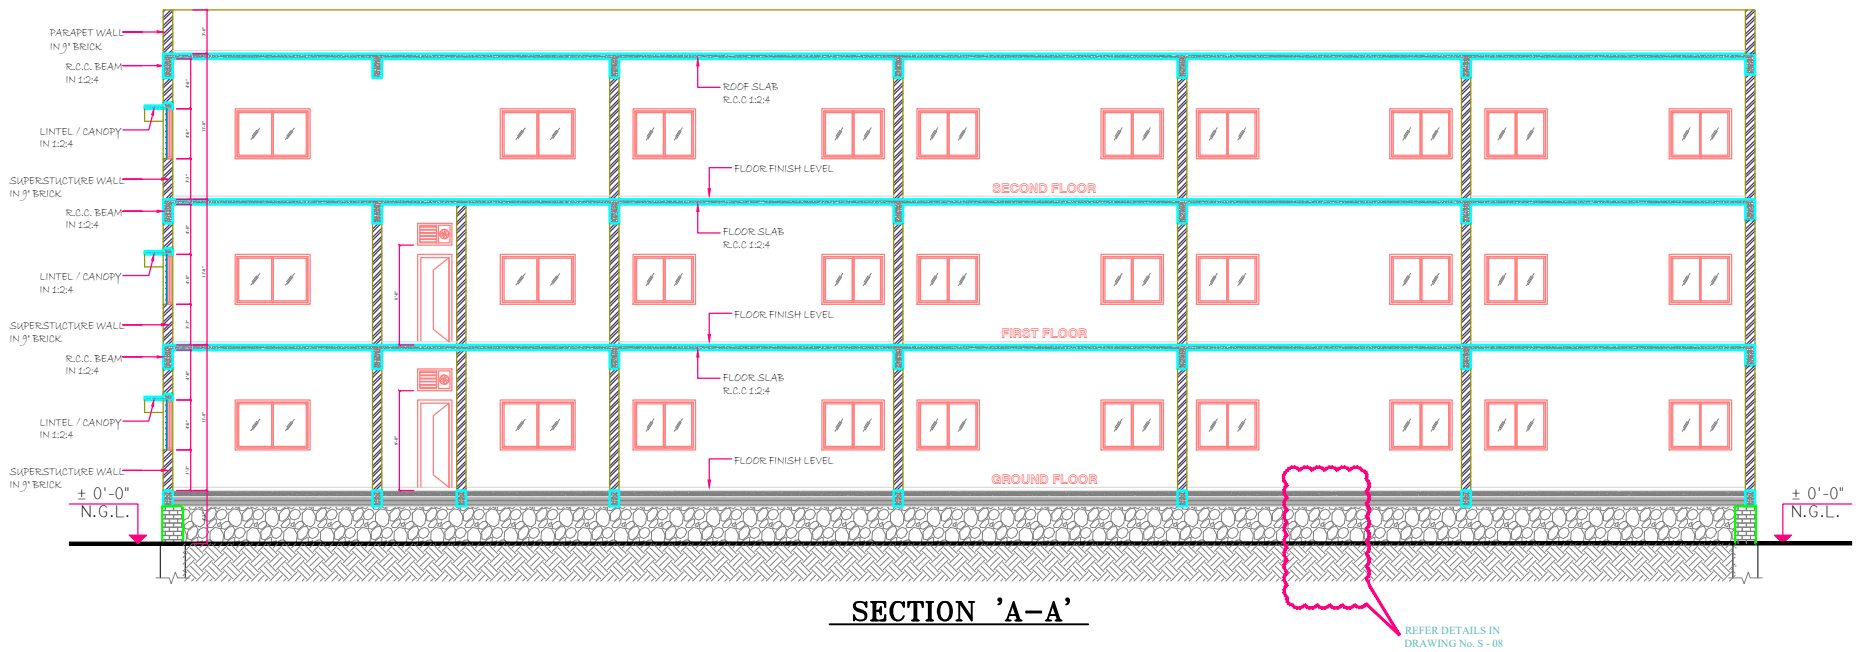 PARAPET WALL
IN 9" BRICK
R.C.C. BEAM
IN 1:2:4
ROOF SLAB
R.C.C 1:2:4
LINTEL / CANOPY
IN 1:2:4
FLOOR FINISH LEVEL
SUPERSTUCTURE WALL
IN 9" BRICK
SECOND FLOOR
R.C.C. BEAM
IN 1:2:4
FLOOR SLAB
R.C.C 1:2:4
LINTEL / CANOPY
IN 1:2:4
FLOOR FINISH LEVEL
SUPERSTUCTURE WALL
IN 9" BRICK
FIRST FLOOR
R.C.C. BEAM
IN 1:2:4
FLOOR SLAB
R.C.C 1:2:4
LINTEL / CANOPY
IN 1:2:4
FLOOR FINISH LEVEL
SUPERSTUCTURE WALL
IN 9" BRICK
GROUND FLOOR
± 0'-0"
N.G.L.
± 0'-0"
N.G.L.
SECTION 'A-A'
REFER DETAILS IN
DRAWING No. S - 08